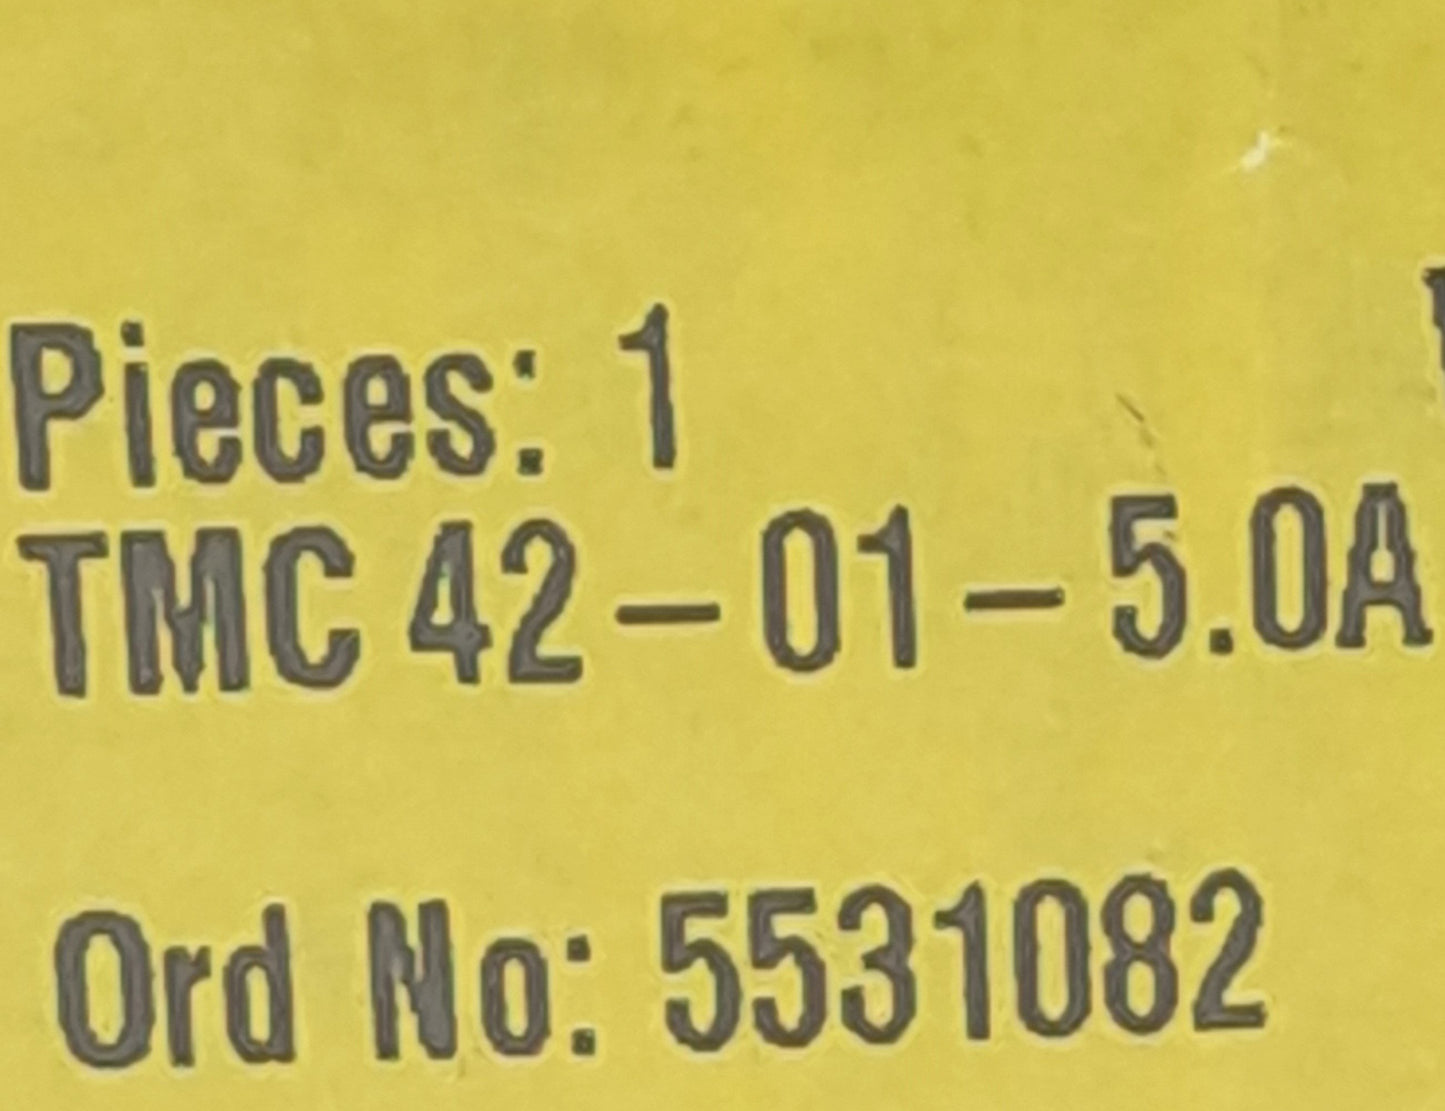 Pieces: 1
TMC 42-01-5.0A
Ord No: 5531082